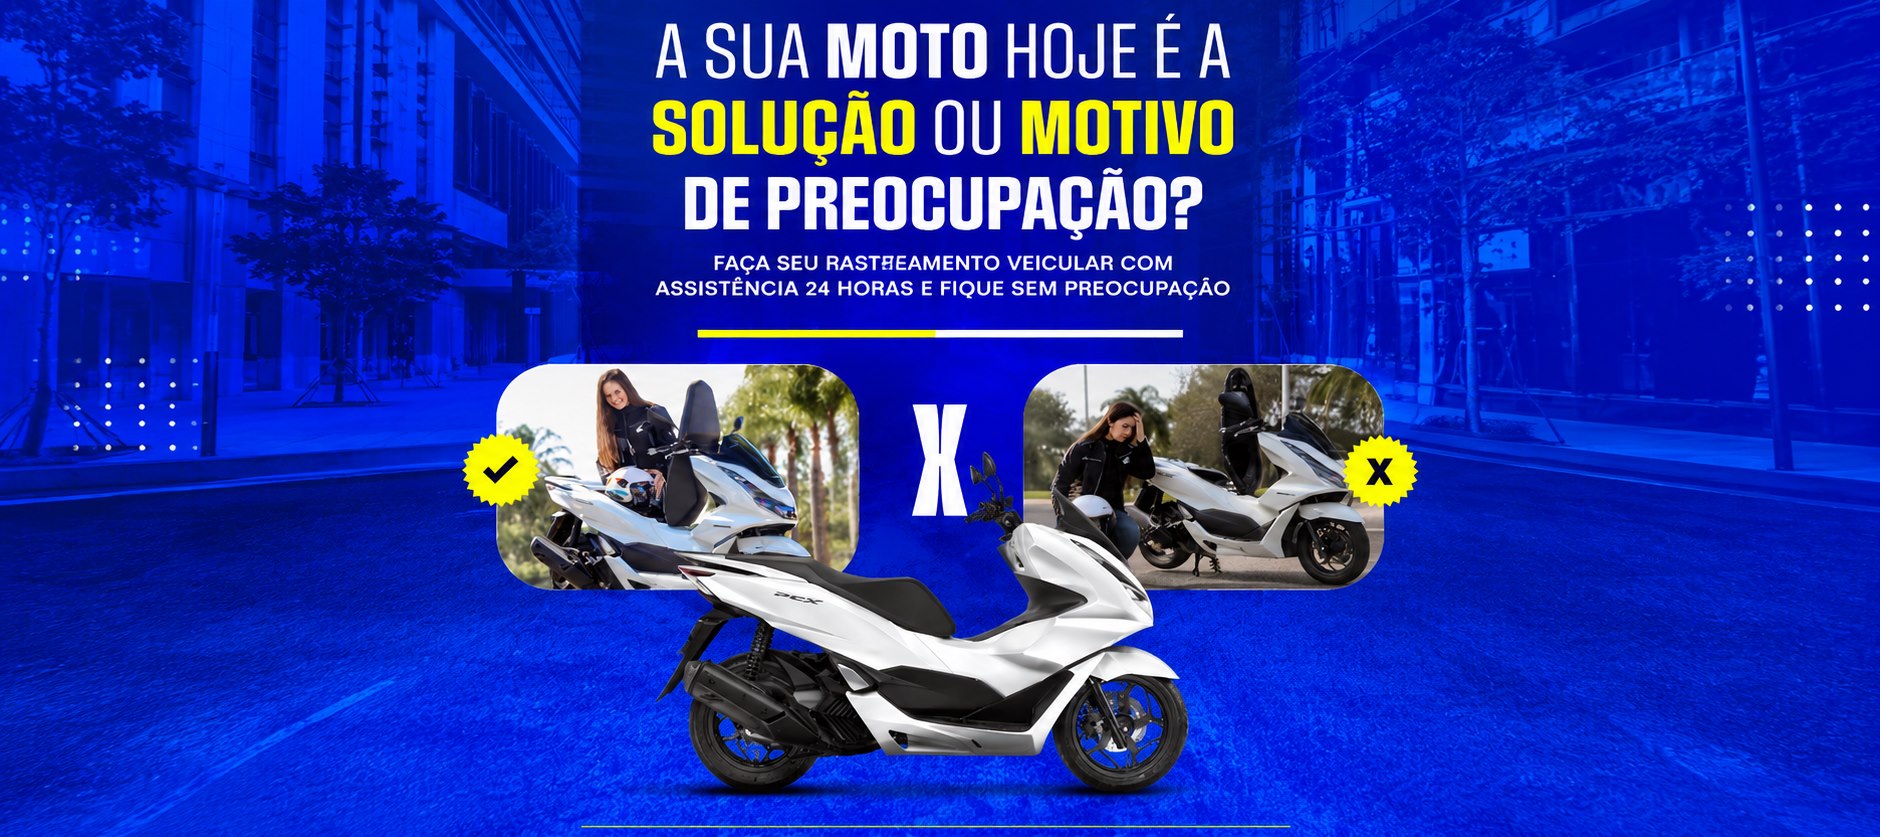 A SUA MOTO HOJE É A
SOLUÇÃO OU MOTIVO
DE PREOCUPAÇÃO?
FAÇA SEU RASTREAMENTO VEICULAR COM
ASSISTÊNCIA 24 HORAS E FIQUE SEM PREOCUPAÇÃO
X
X
PCX